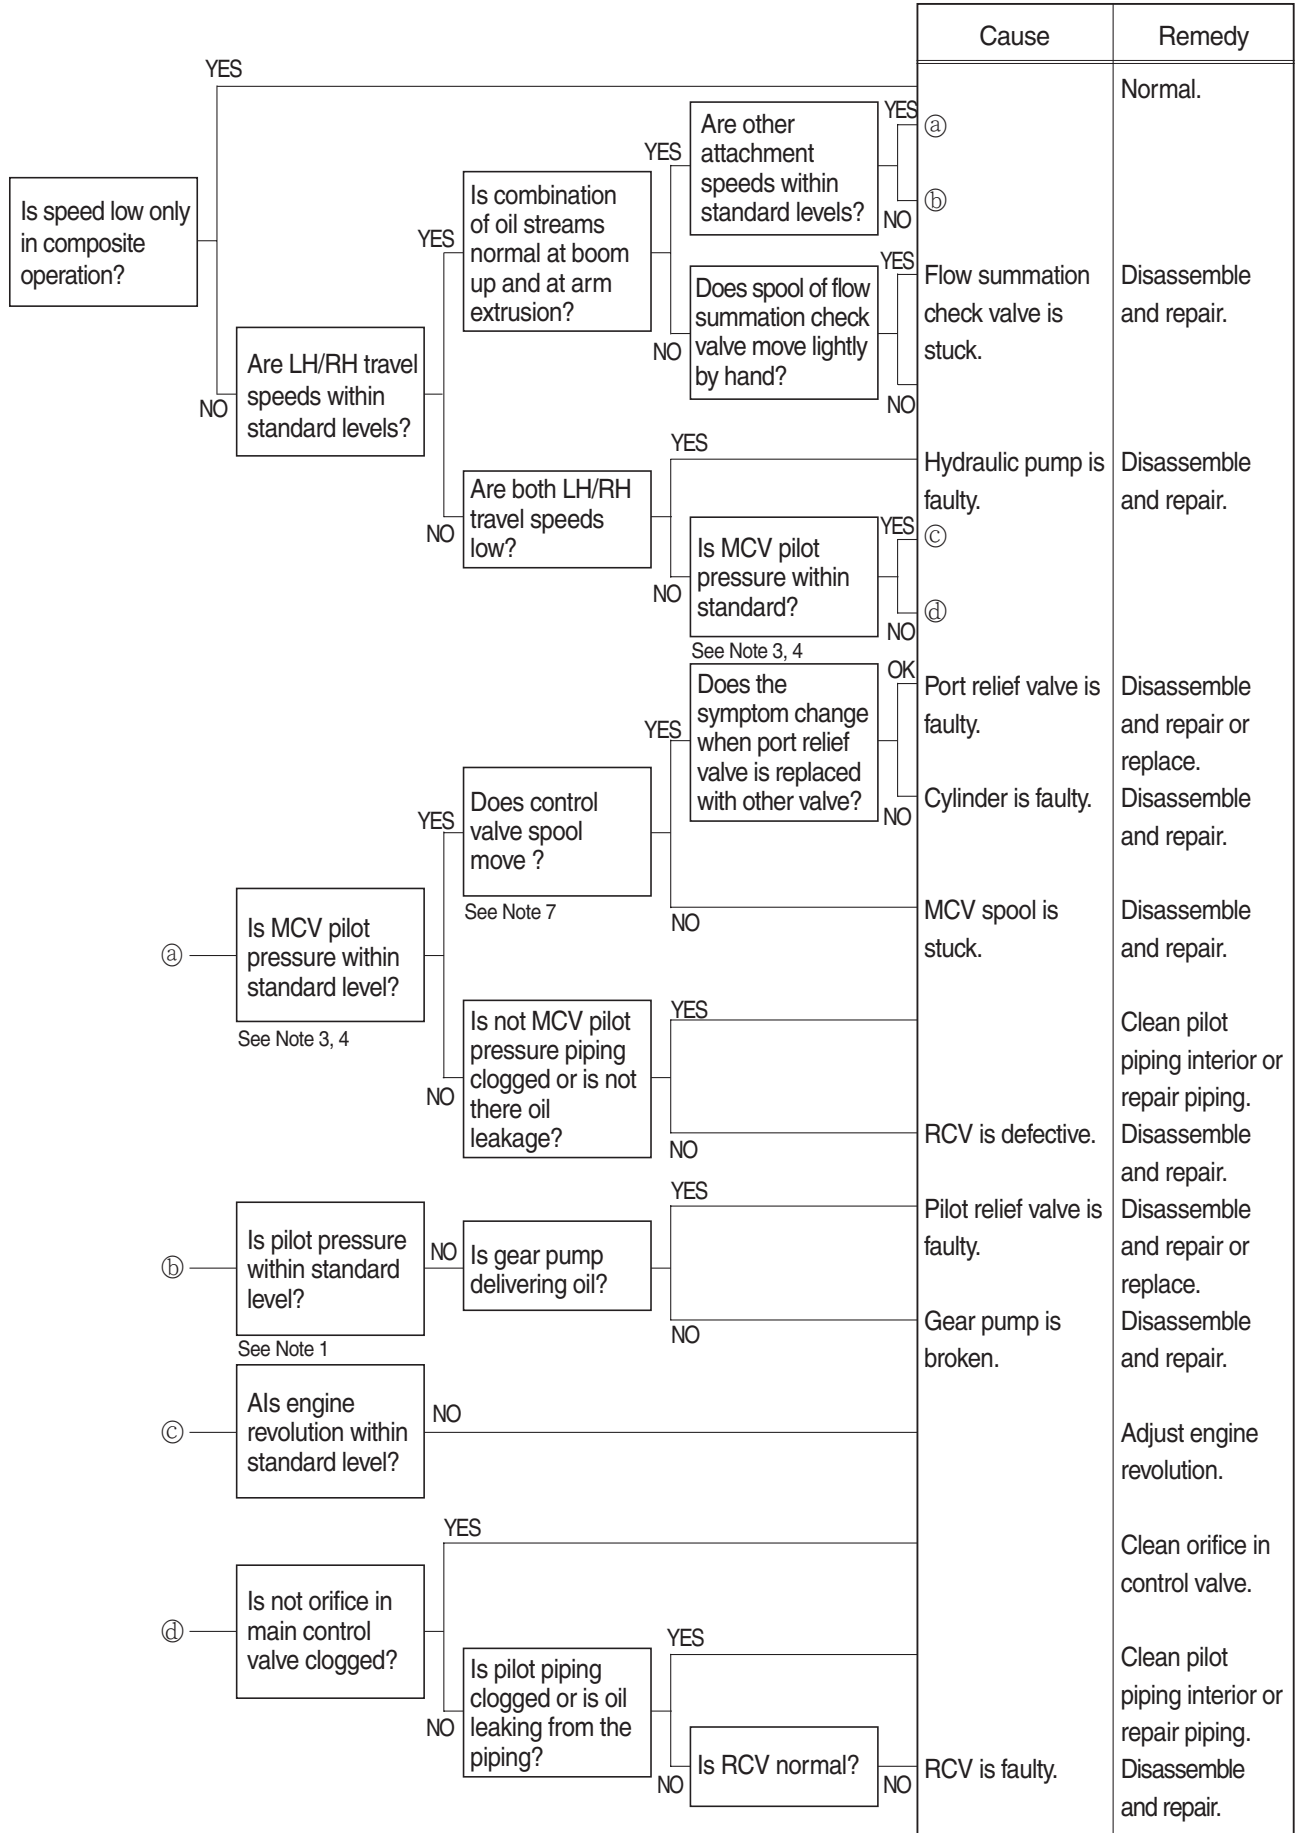 Cause
Remedy
YES
Normal.
Is speed low only
in composite
operation?
NO
Are LH/RH travel
speeds within
standard levels?
YES
Is combination
of oil streams
normal at boom
up and at arm
extrusion?
YES
Are other
attachment
speeds within
standard levels?
YES
ⓐ
NO
ⓑ
NO
Does spool of flow
summation check
valve move lightly
by hand?
YES
Flow summation
check valve is
stuck.
Disassemble
and repair.
NO
NO
Are both LH/RH
travel speeds
low?
YES
Hydraulic pump is
faulty.
Disassemble
and repair.
NO
Is MCV pilot
pressure within
standard?
See Note 3, 4
YES
ⓒ
NO
ⓓ
ⓐ
Is MCV pilot
pressure within
standard level?
See Note 3, 4
YES
Does control
valve spool
move ?
See Note 7
YES
Does the
symptom change
when port relief
valve is replaced
with other valve?
OK
Port relief valve is
faulty.
Disassemble
and repair or
replace.
NO
Cylinder is faulty.
Disassemble
and repair.
NO
MCV spool is
stuck.
Disassemble
and repair.
NO
Is not MCV pilot
pressure piping
clogged or is not
there oil
leakage?
YES
Clean pilot
piping interior or
repair piping.
NO
RCV is defective.
Disassemble
and repair.
ⓑ
Is pilot pressure
within standard
level?
See Note 1
NO
Is gear pump
delivering oil?
YES
Pilot relief valve is
faulty.
Disassemble
and repair or
replace.
NO
Gear pump is
broken.
Disassemble
and repair.
ⓒ
AIs engine
revolution within
standard level?
NO
Adjust engine
revolution.
ⓓ
Is not orifice in
main control
valve clogged?
YES
Clean orifice in
control valve.
NO
Is pilot piping
clogged or is oil
leaking from the
piping?
YES
Clean pilot
piping interior or
repair piping.
NO
Is RCV normal?
NO
RCV is faulty.
Disassemble
and repair.